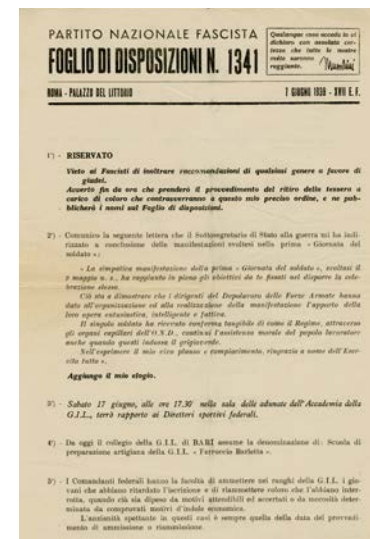 PARTITO NAZIONALE FASCISTA
FOGLIO DI DISPOSIZIONI N. 1341
Qualunque cosa accada io vi
dichiaro con assoluta cer-
tezza che tutte le nostre
mete saranno
raggiunte. Mussolini
ROMA - PALAZZO DEL LITTORIO
7 GIUGNO 1939 - XVII E. F.
1°) - RISERVATO
Vieto ai Fascisti di inoltrare raccomandazioni di qualsiasi genere a favore di
giudei.
Avverto fin da ora che prenderò il provvedimento del ritiro della tessera a
carico di coloro che contravverranno a questo mio preciso ordine, e ne pub-
blicherò i nomi sul Foglio di disposizioni.
2°) - Comunico la seguente lettera che il Sottosegretario di Stato alla guerra mi ha indi-
rizzato a conclusione delle manifestazioni svoltesi nella prima « Giornata del
soldato »:
« La simpatica manifestazione della prima « Giornata del soldato », svoltasi il
9 maggio u. s., ha raggiunto in pieno gli obiettivi da te fissati nel disporre la cele-
brazione stessa.
Ciò sta a dimostrare che i dirigenti del Dopolavoro delle Forze Armate hanno
dato all'organizzazione ed alla realizzazione della manifestazione l'apporto della
loro opera entusiastica, intelligente e fattiva.
Il singolo soldato ha ricevuto conferma tangibile di come il Regime, attraverso
gli organi capillari dell'O.N.D., continui l'assistenza morale del popolo lavoratore
anche quando questi indossa il grigioverde.
Nell'esprimere il mio vivo plauso e compiacimento, ringrazio a nome dell'Eser-
cito tutto ».
Aggiungo il mio elogio.
3°) - Sabato 17 giugno, alle ore 17,30 nella sala delle adunate dell'Accademia della
G.I.L., terrò rapporto ai Direttori sportivi federali.
4°) - Da oggi il collegio della G.I.L. di BARI assume la denominazione di: Scuola di
preparazione artigiana della G.I.L. « Ferruccio Barletta ».
5°) - I Comandanti federali hanno la facoltà di ammettere nei ranghi della G.I.L. i gio-
vani che abbiano ritardato l'iscrizione e di riammettere coloro che l'abbiano inter-
rotta, quando ciò sia dipeso da motivi attendibili ed accertati o da necessità deter-
minata da comprovati motivi d'indole economica.
L'anzianità spettante in questi casi è sempre quella della data del provvedi-
mento di ammissione o riammissione.